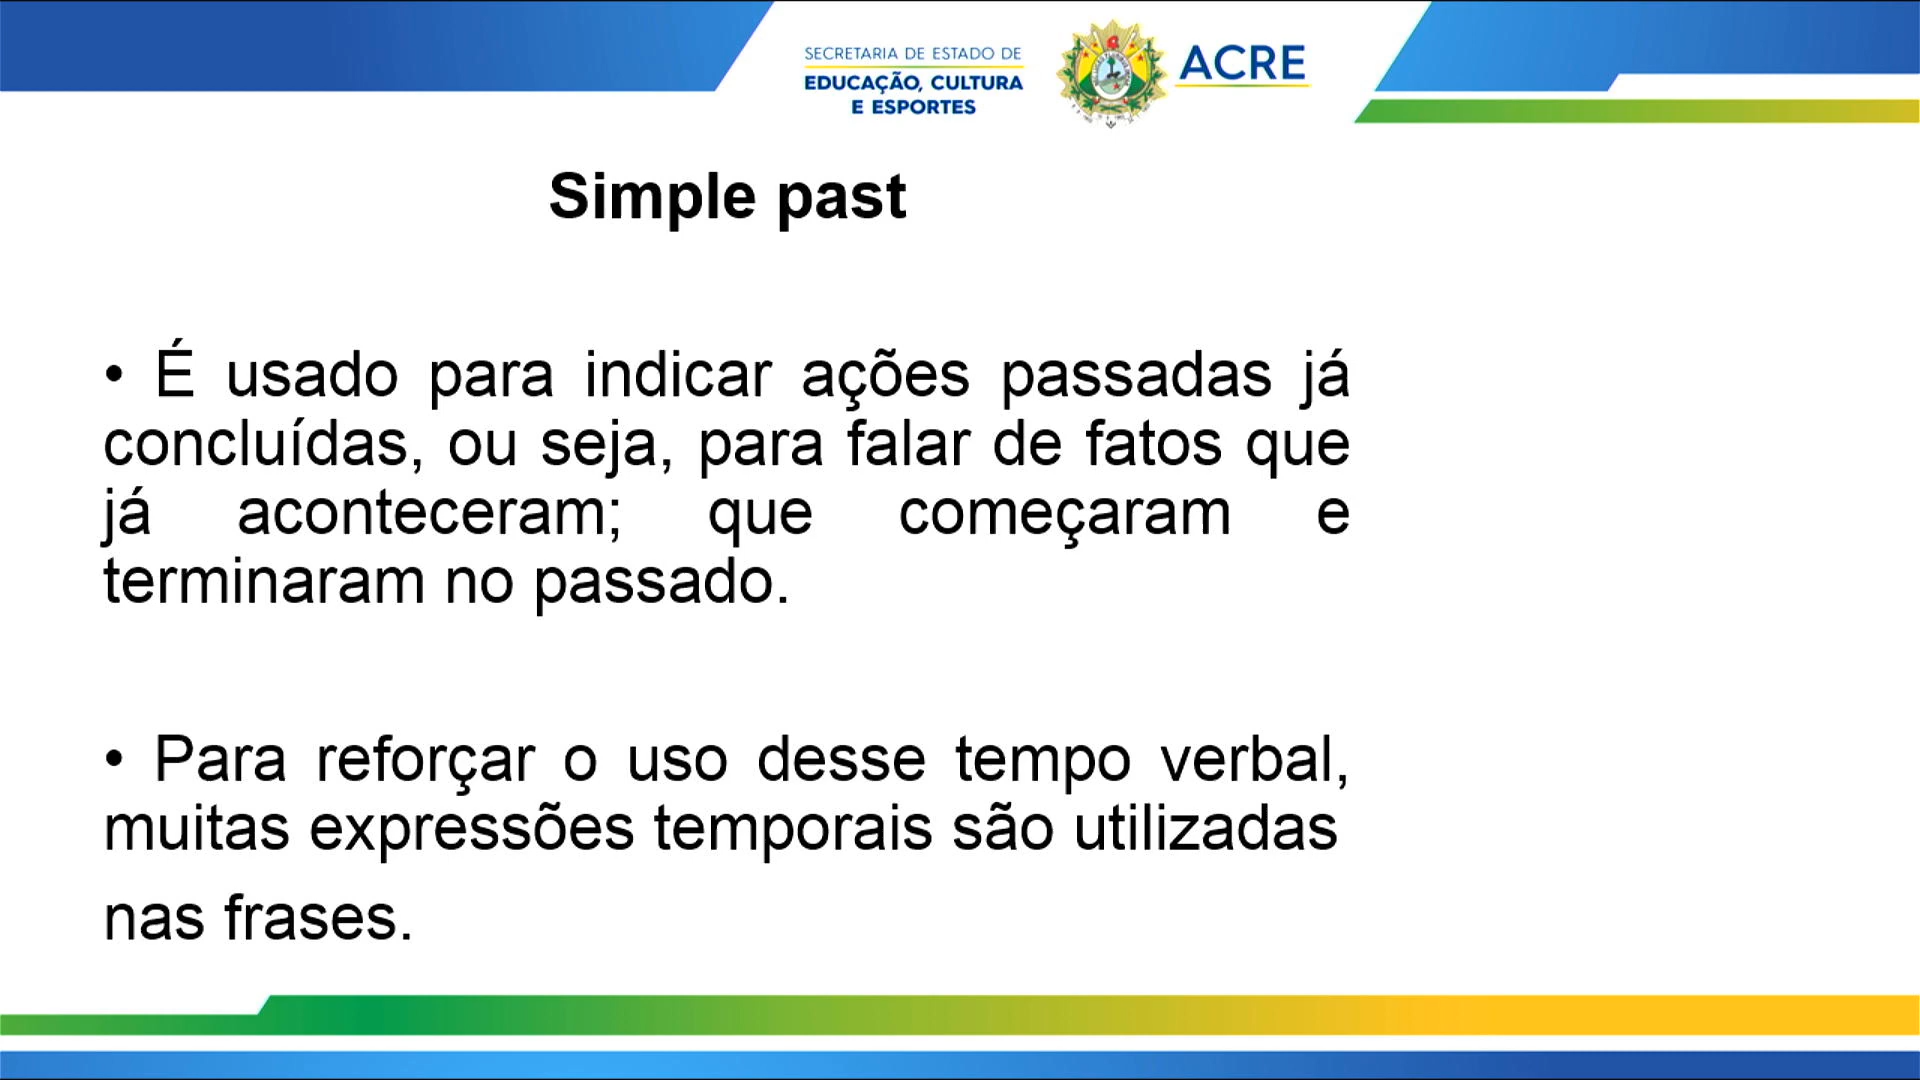 SECRETARIA DE ESTADO DE
EDUCAÇÃO, CULTURA
E ESPORTES
ACRE
Simple past
• É usado para indicar ações passadas já
concluídas, ou seja, para falar de fatos que
já aconteceram; que começaram e
terminaram no passado.
• Para reforçar o uso desse tempo verbal,
muitas expressões temporais são utilizadas
nas frases.